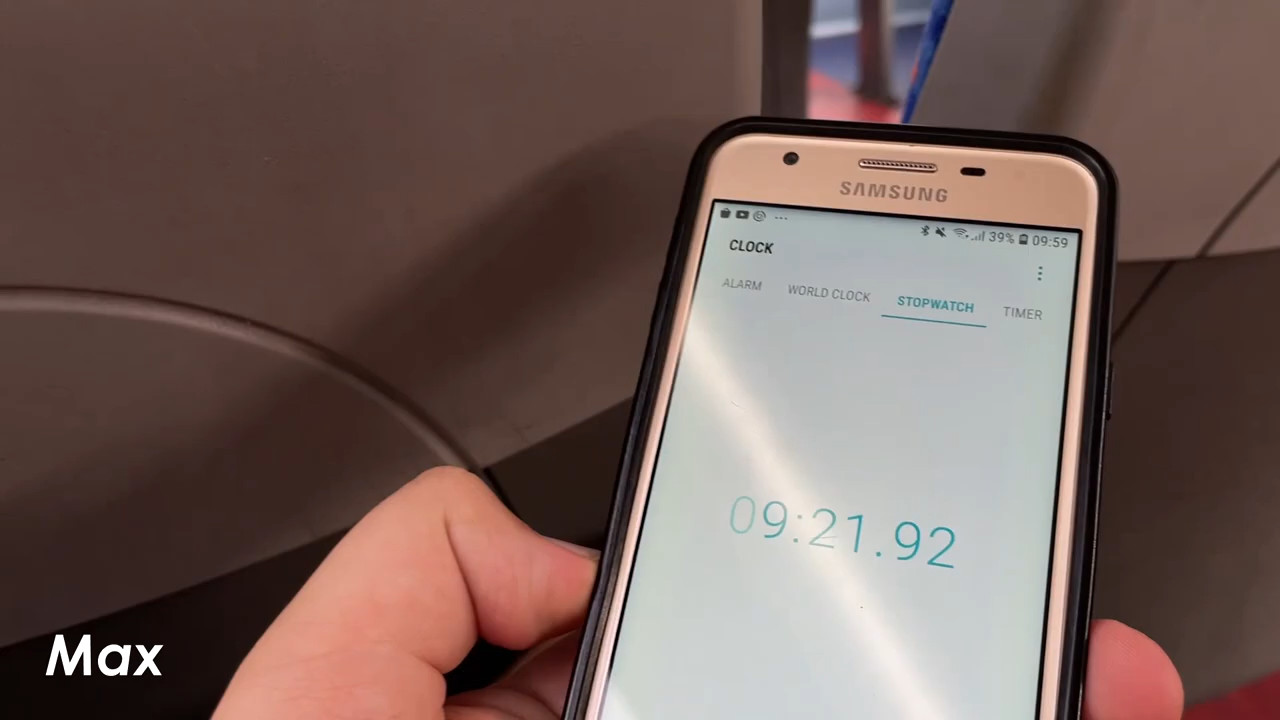 SAMSUNG
39% 09:59
CLOCK
ALARM WORLD CLOCK STOPWATCH TIMER
09:21.92
Max